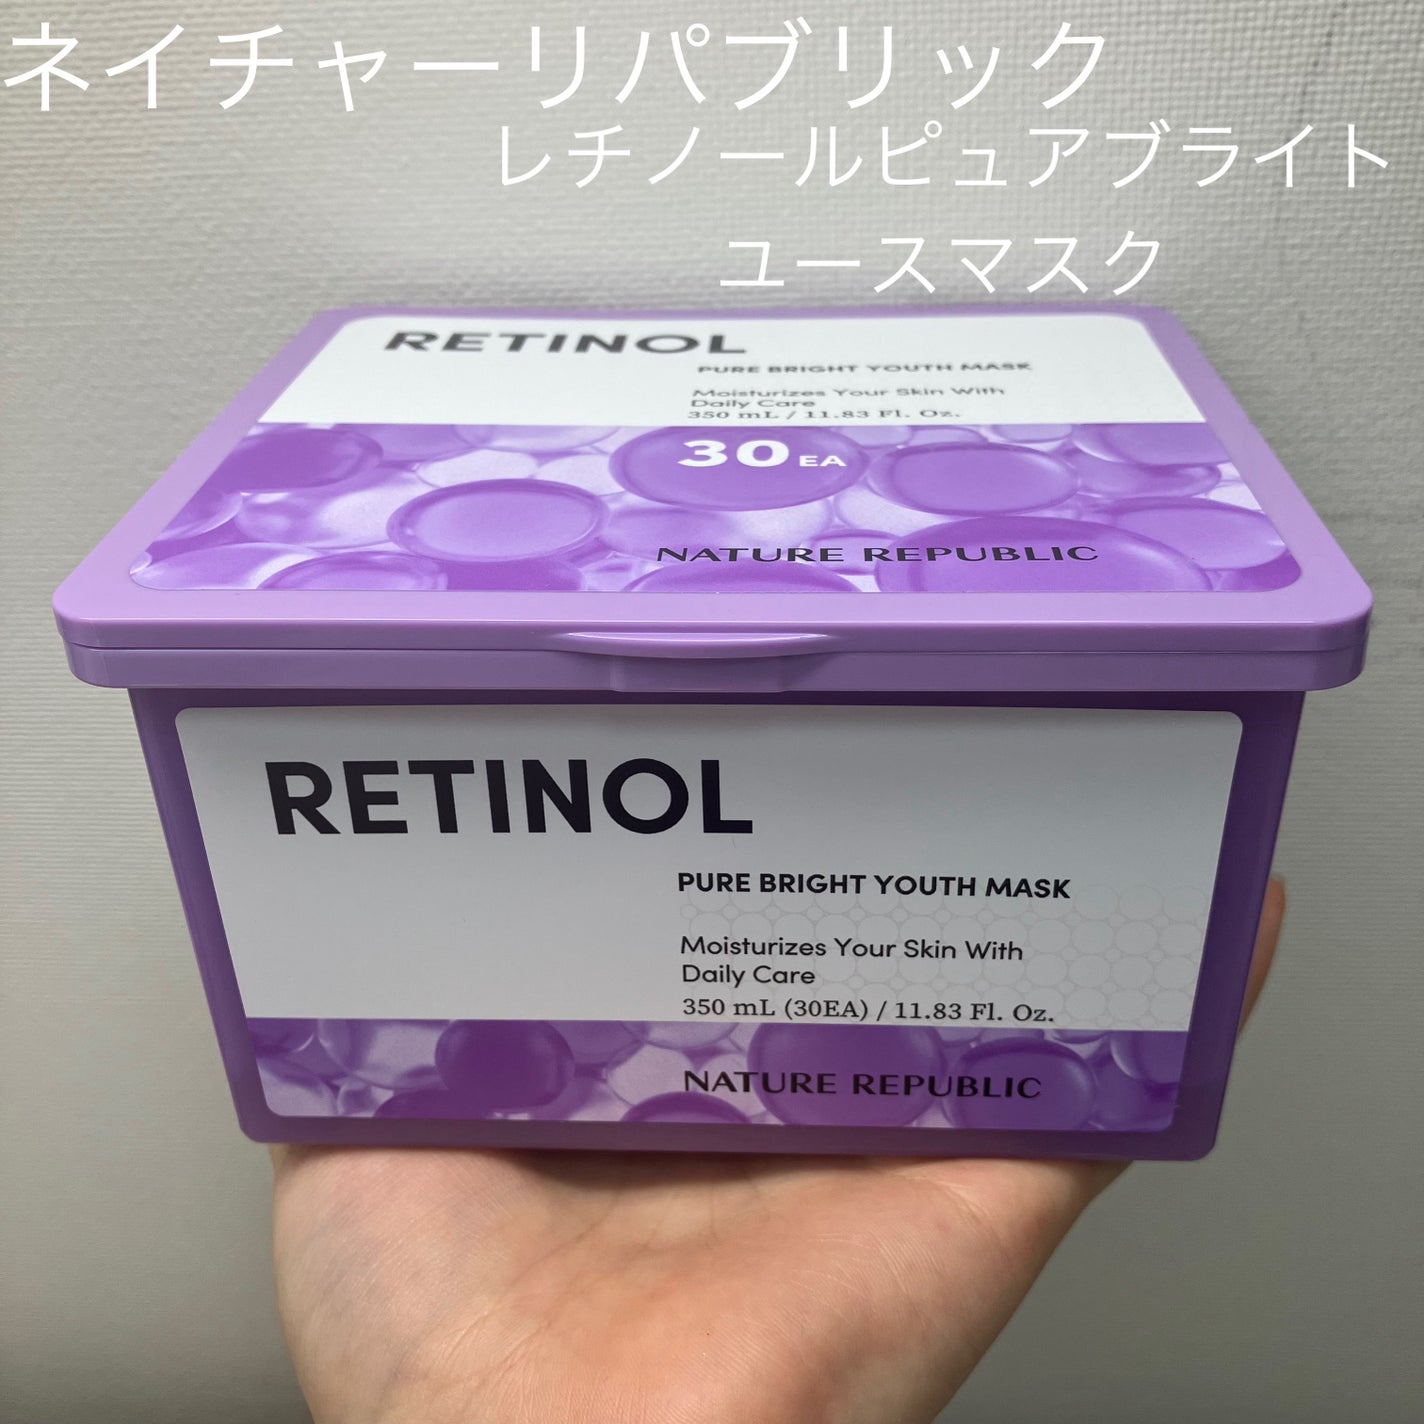 ネイチャーリパブリック
レチノールピュアブライト
ユースマスク
RETINOL
PURE BRIGHT YOUTH MASK
Moisturizes Your Skin With
Daily Care
350 mL / 11.83 Fl. Oz.
30 EA
NATURE REPUBLIC
RETINOL
PURE BRIGHT YOUTH MASK
Moisturizes Your Skin With
Daily Care
350 mL (30EA) / 11.83 Fl. Oz.
NATURE REPUBLIC